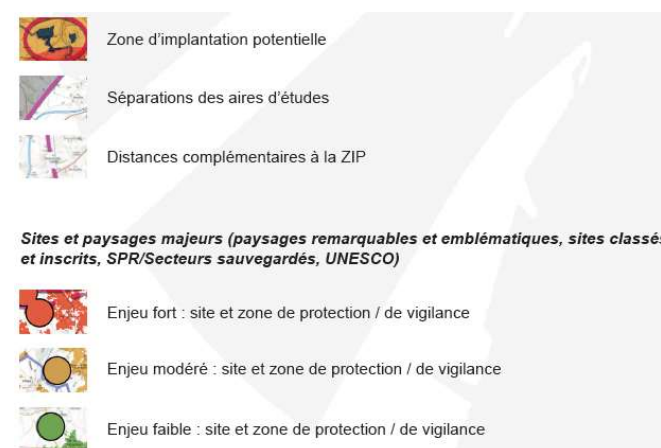 Zone d'implantation potentielle
Séparations des aires d'études
Distances complémentaires à la ZIP
Sites et paysages majeurs (paysages remarquables et emblématiques, sites classés
et inscrits, SPR/Secteurs sauvegardés, UNESCO)
Enjeu fort : site et zone de protection / de vigilance
Enjeu modéré : site et zone de protection / de vigilance
Enjeu faible : site et zone de protection / de vigilance